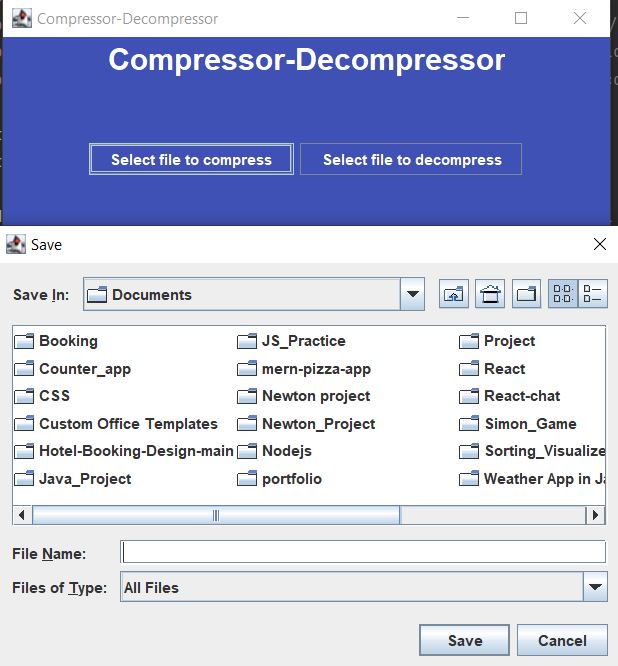 Compressor-Decompressor
Compressor-Decompressor
Select file to compress Select file to decompress
Save
Save In: Documents
Booking JS_Practice Project
Counter_app mern-pizza-app React
CSS Newton project React-chat
Custom Office Templates Newton_Project Simon_Game
Hotel-Booking-Design-main Nodejs Sorting_Visualize
Java_Project portfolio Weather App in Ja
File Name:
Files of Type: All Files
Save Cancel